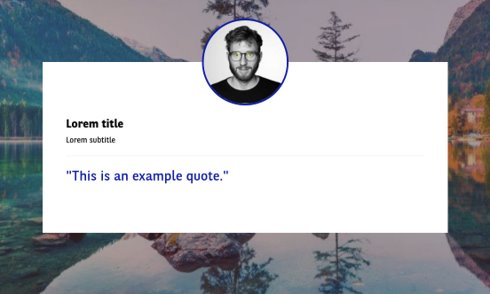 Lorem title
Lorem subtitle
"This is an example quote."